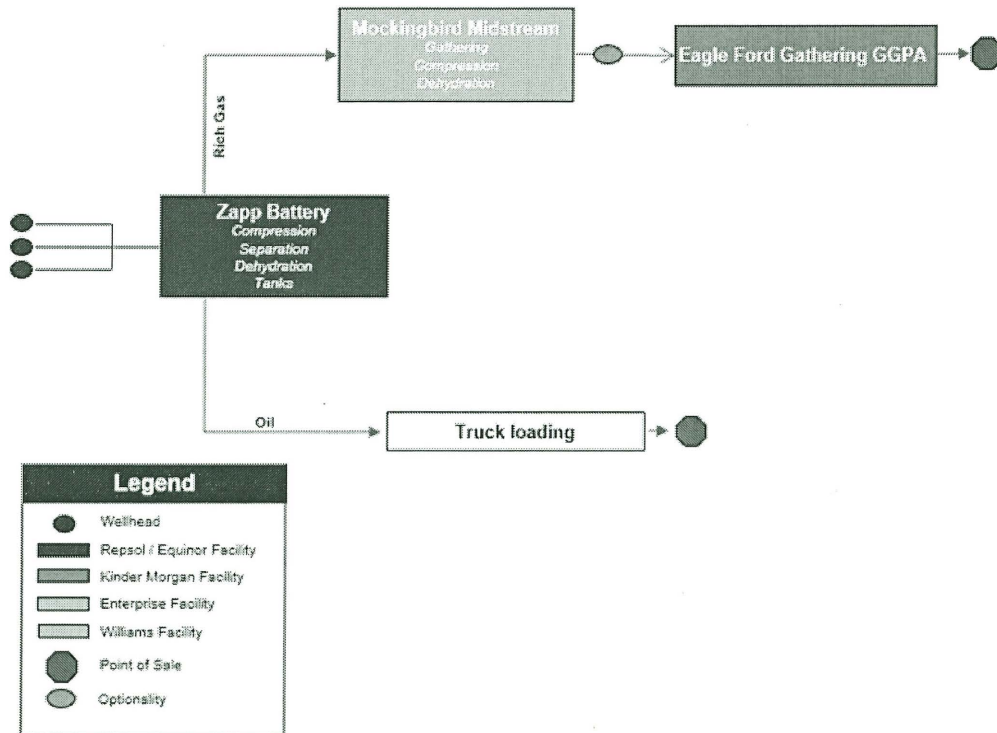 Mockingbird Midstream
Gathering
Compression
Dehydration
Eagle Ford Gathering GGPA
Rich Gas
Zapp Battery
Compression
Separation
Dehydration
Tanks
Oil
Truck loading
Legend
Wellhead
Repsol / Equinor Facility
Kinder Morgan Facility
Enterprise Facility
Williams Facility
Point of Sale
Optionality